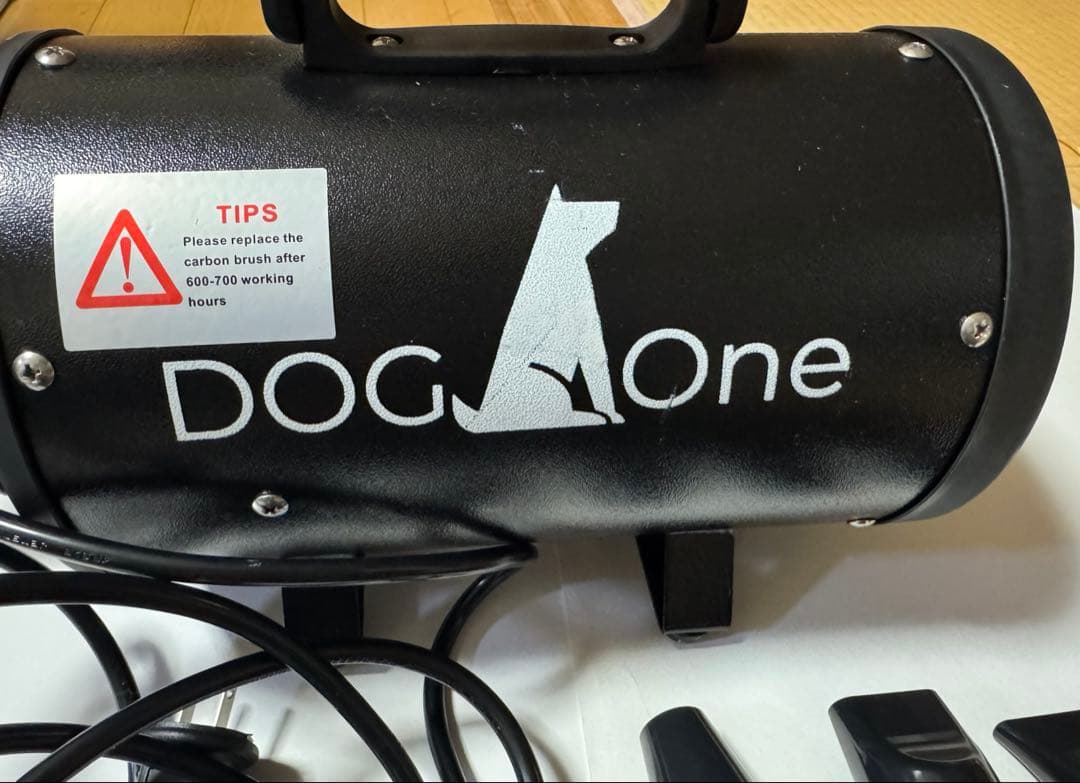 TIPS
Please replace the
carbon brush after
600-700 working
hours
DOG One